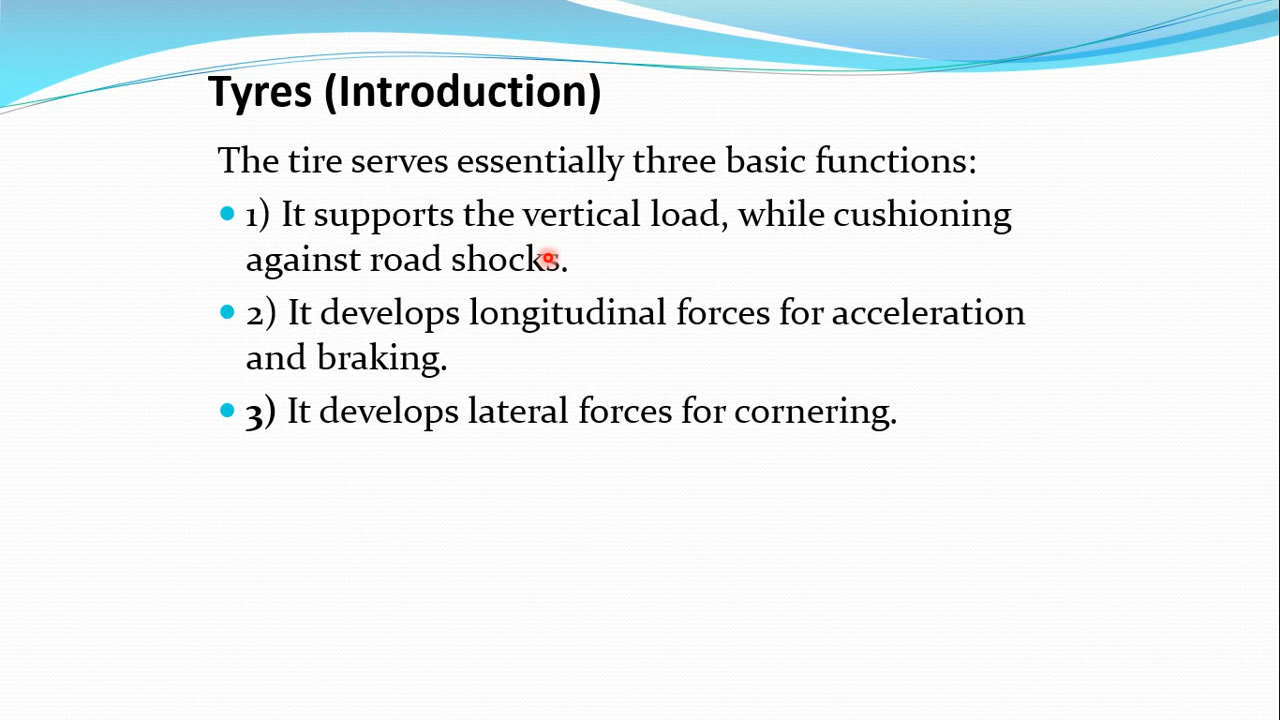 Tyres (Introduction)
The tire serves essentially three basic functions:
1) It supports the vertical load, while cushioning
against road shocks.
2) It develops longitudinal forces for acceleration
and braking.
3) It develops lateral forces for cornering.